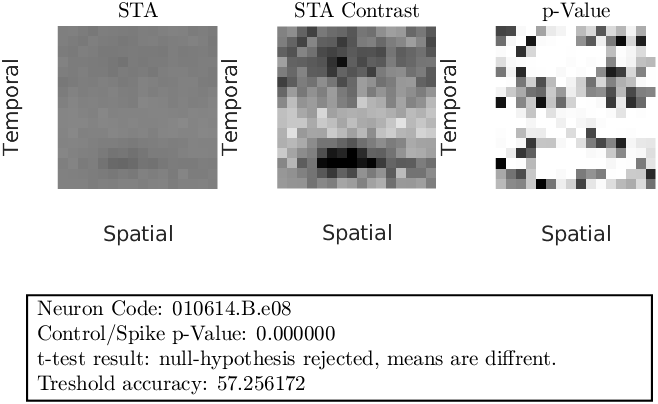 STA
STA Contrast
p-Value
Temporal
Temporal
Temporal
Spatial
Spatial
Spatial
Neuron Code: 010614.B.e08
Control/Spike p-Value: 0.000000
t-test result: null-hypothesis rejected, means are diffrent.
Treshold accuracy: 57.256172